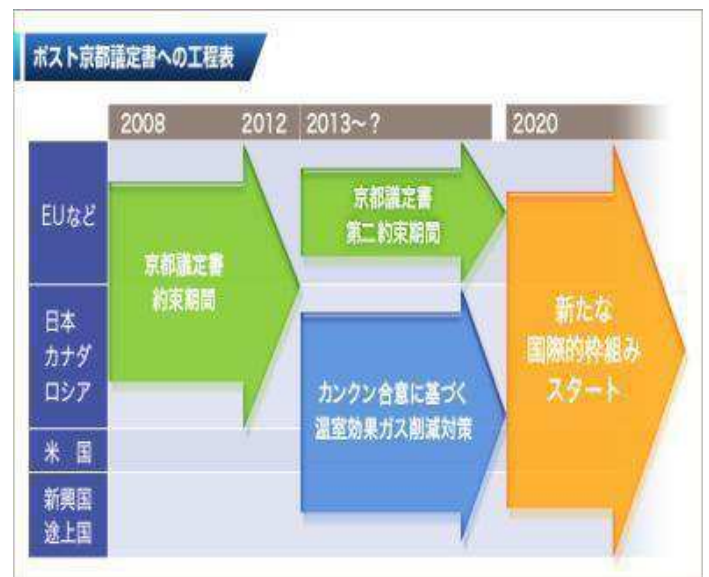 ポスト京都議定書への工程表
2008 2012 2013～? 2020
EUなど
日本
カナダ
ロシア
米 国
新興国
途上国
京都議定書
約束期間
京都議定書
第二約束期間
カンクン合意に基づく
温室効果ガス削減対策
新たな
国際的枠組み
スタート